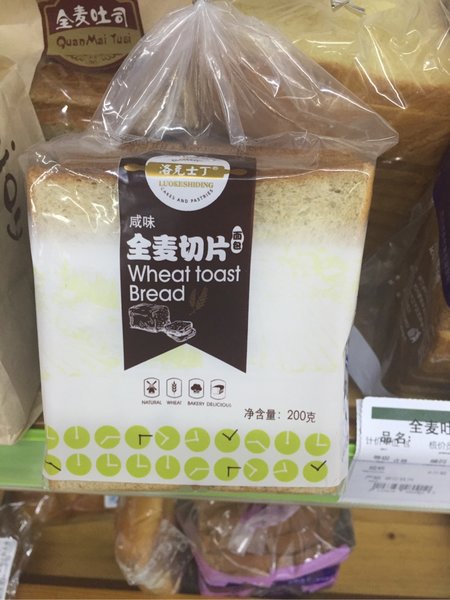 全麦吐司
QuanMai Tusi
洛克士丁
LUOKESHIDING
CAKES AND PASTRIES
咸味
全麦切片面包
Wheat toast
Bread
NATURAL WHEAT BAKERY DELICIOUS
净含量: 200克
全麦吐
品名: